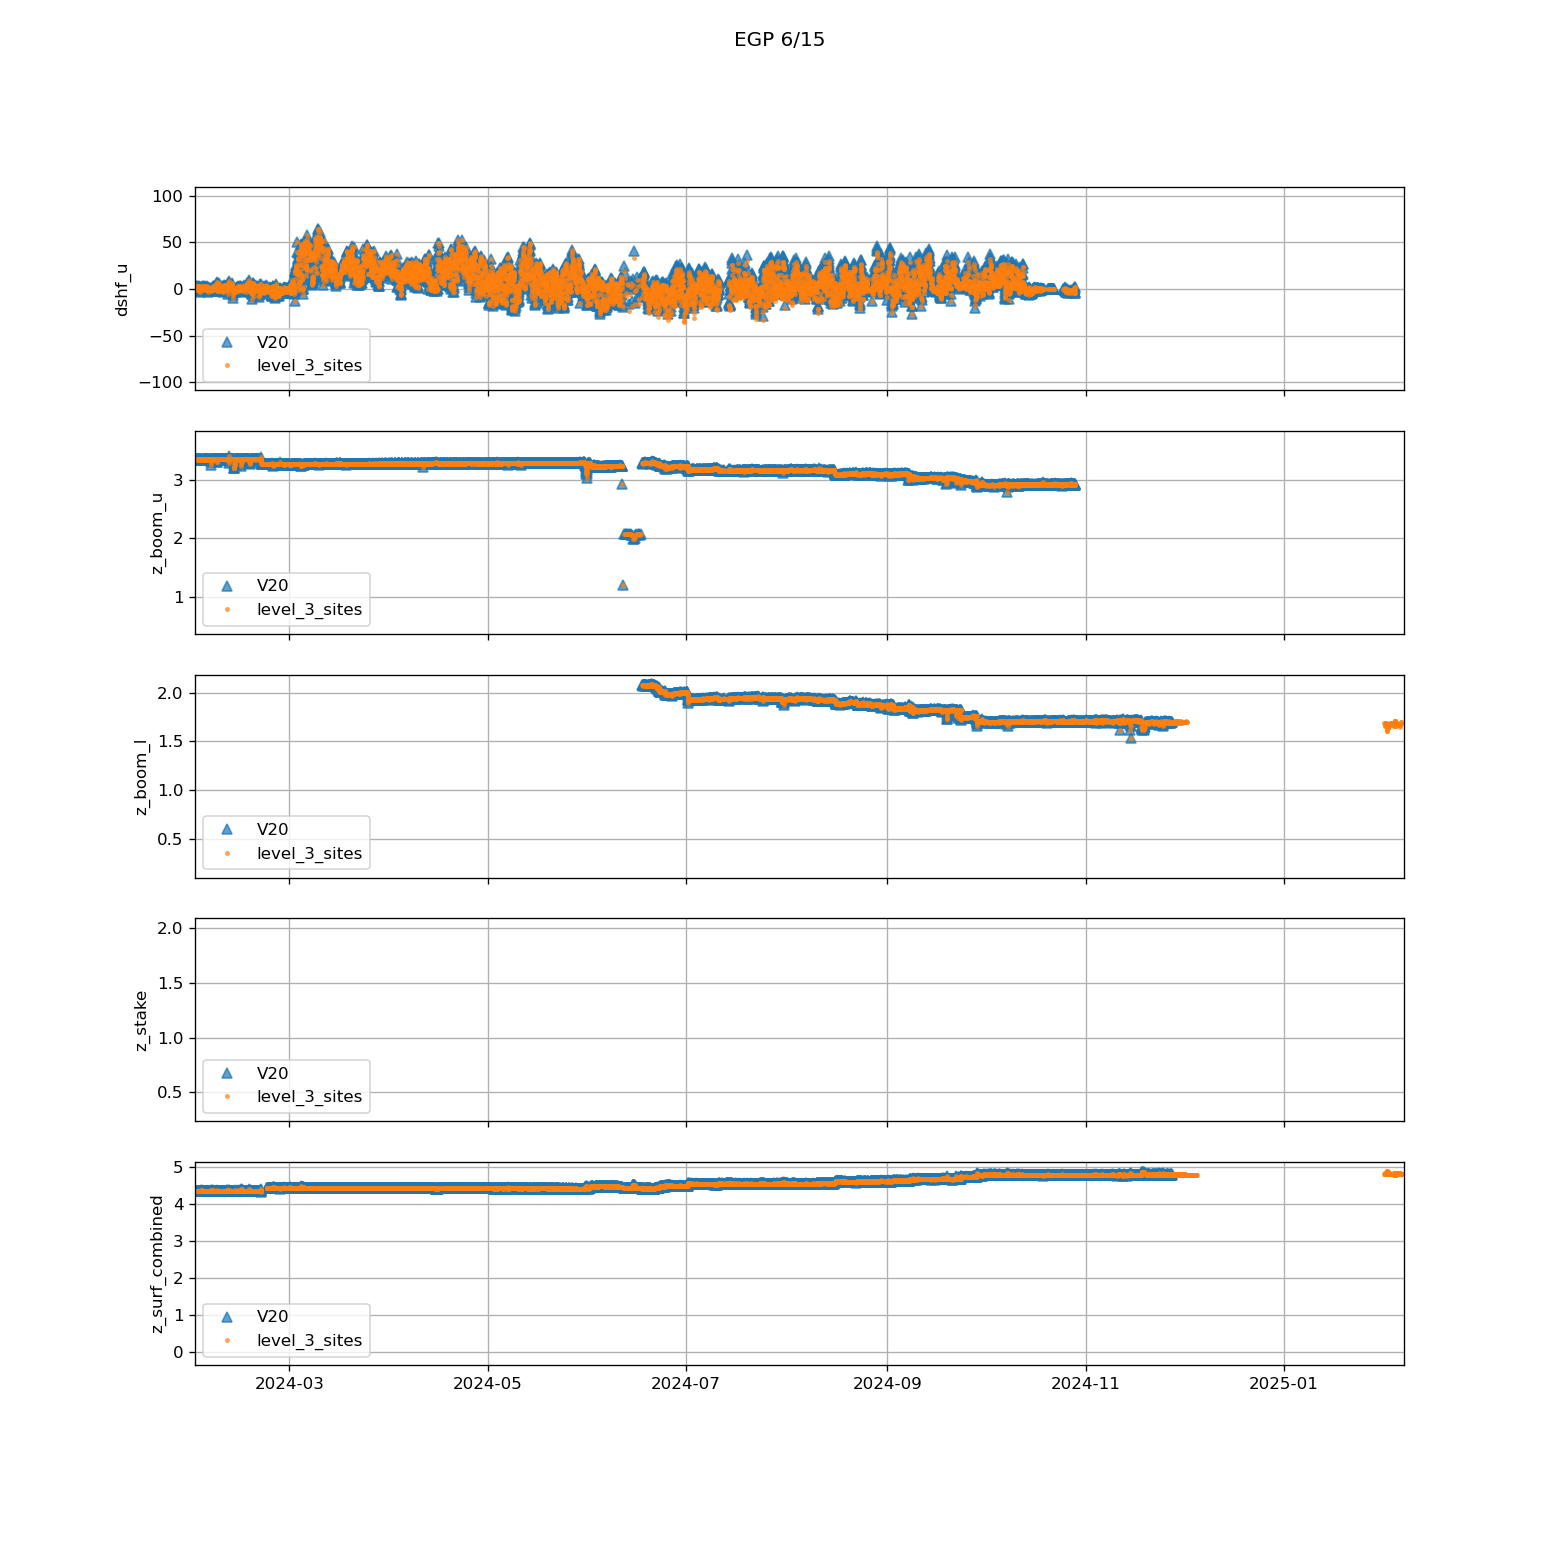 EGP 6/15
dshf_u
100
50
0
−50
−100
V20
level_3_sites
z_boom_u
3
2
1
V20
level_3_sites
z_boom_l
2.0
1.5
1.0
0.5
V20
level_3_sites
z_stake
2.0
1.5
1.0
0.5
V20
level_3_sites
z_surf_combined
5
4
3
2
1
0
V20
level_3_sites
2024-03 2024-05 2024-07 2024-09 2024-11 2025-01